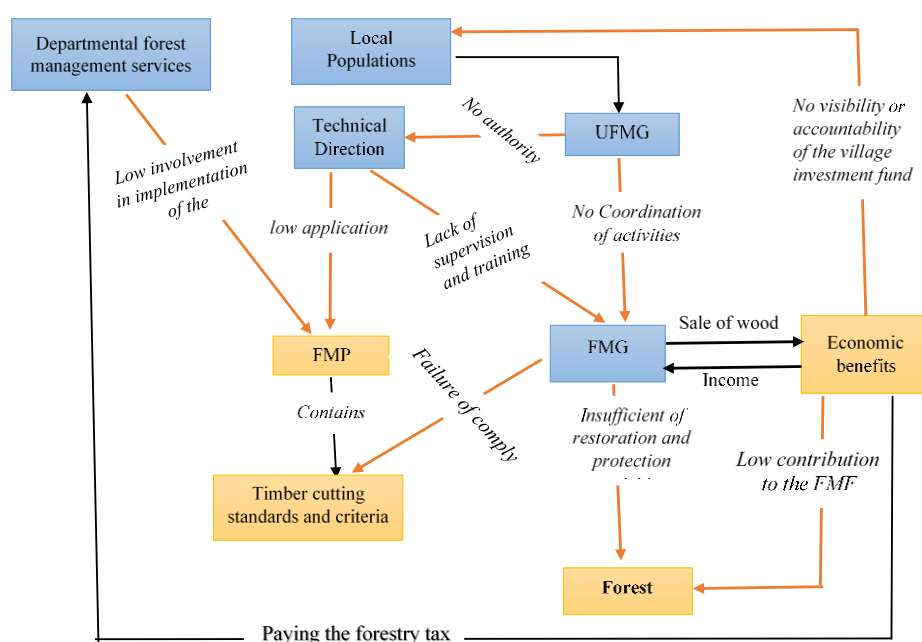 Departmental forest
management services
Local
Populations
No visibility or
accountability
of the village
investment fund
Technical
Direction
No authority
UFMG
Low involvement
in implementation
of the
low application
Lack of
supervision
and training
No Coordination
of activities
FMP
Failure of comply
FMG
Sale of wood
Income
Economic
benefits
Contains
Insufficient of
restoration and
protection
Low contribution
to the FMF
Timber cutting
standards and criteria
Forest
Paying the forestry tax